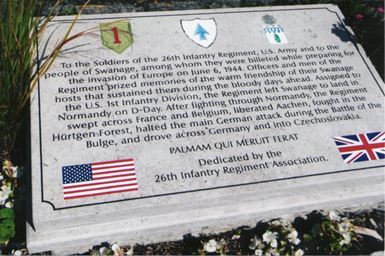 1
To the Soldiers of the 26th Infantry Regiment, U.S. Army and to the
people of Swanage, among whom they were billeted while preparing for
the invasion of Europe on June 6, 1944. Officers and men of the
Regiment prized memories of the warm friendship of their Swanage
hosts that sustained them during the bloody days ahead. Assigned to
the U.S. 1st Infantry Division, the Regiment left Swanage to land in
Normandy on D-Day. After fighting through Normandy, the Regiment
swept across France and Belgium, liberated Aachen, fought in the
Hürtgen Forest, halted the main German attack during the Battle of the
Bulge, and drove across Germany and into Czechoslovakia.
PALMAM QUI MERUIT FERAT
Dedicated by the
26th Infantry Regiment Association.